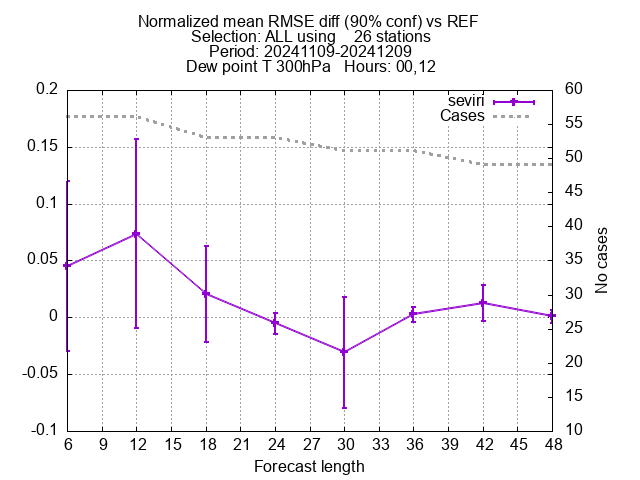 Normalized mean RMSE diff (90% conf) vs REF
Selection: ALL using    26 stations
Period: 20241109-20241209
Dew point T 300hPa   Hours: 00,12
seviri
Cases
0.2
0.15
0.1
0.05
0
-0.05
-0.1
60
55
50
45
40
35
30
25
20
15
10
No cases
6 9 12 15 18 21 24 27 30 33 36 39 42 45 48
Forecast length